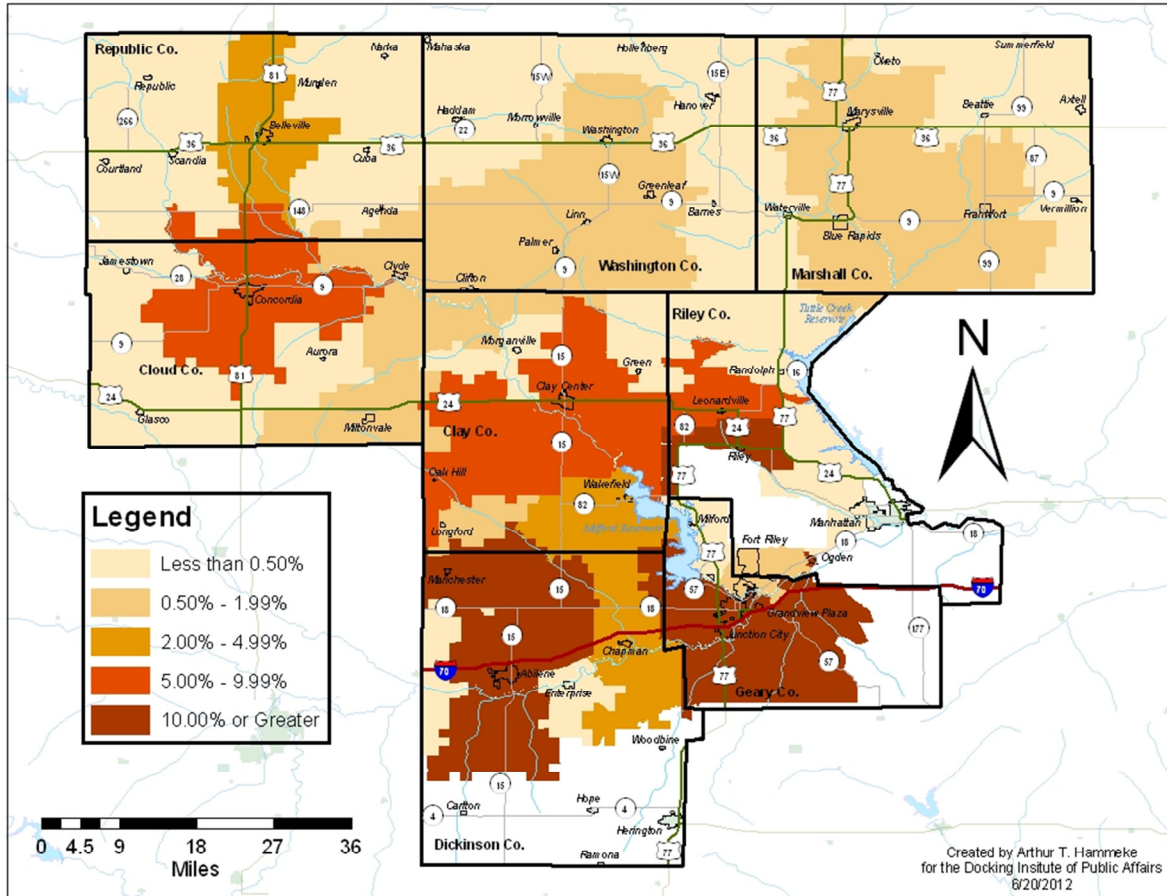 Republic Co.
Narka
Mahaska
Hollenberg
Summerfield
Republic
81
Munden
15W
15E
Oketo
77
Hanover
Axtell
Beattie
99
Haddam
Marysville
266
22
Morrowville
Washington
36
Belleville
36
36
36
36
Scandia
Cuba
87
Courtland
15W
77
9
Greenleaf
9
148
Agenda
Barnes
Waterville
Frankfort
Vermillion
Linn
9
Blue Rapids
Palmer
Jamestown
Clyde
Washington Co.
99
28
9
Clifton
9
Marshall Co.
Concordia
Riley Co.
Tuttle Creek
Reservoir
N
9
Morganville
15
Green
Aurora
Randolph
16
Cloud Co.
81
Clay Center
24
24
Leonardville
77
Glasco
Miltonvale
82
24
Clay Co.
15
Riley
77
24
Oak Hill
Wakefield
82
Milford
Manhattan
Longford
Milford Reservoir
18
18
77
Fort Riley
Ogden
Manchester
15
57
70
18
18
Grandview Plaza
15
Junction City
177
Chapman
70
57
Abilene
77
Enterprise
Geary Co.
Woodbine
15
Carlton
Hope
4
4
Herington
Dickinson Co.
77
Ramona
Legend
Less than 0.50%
0.50% - 1.99%
2.00% - 4.99%
5.00% - 9.99%
10.00% or Greater
0 4.5 9 18 27 36
Miles
Created by Arthur T. Hammeke
for the Docking Insitute of Public Affairs
6/20/2012